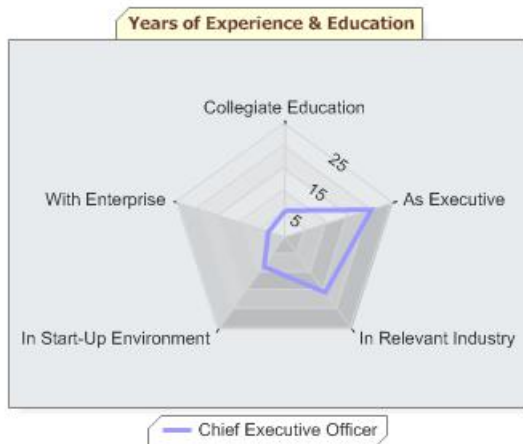 Years of Experience & Education
Collegiate Education
25
15
5
With Enterprise
As Executive
In Start-Up Environment
In Relevant Industry
Chief Executive Officer